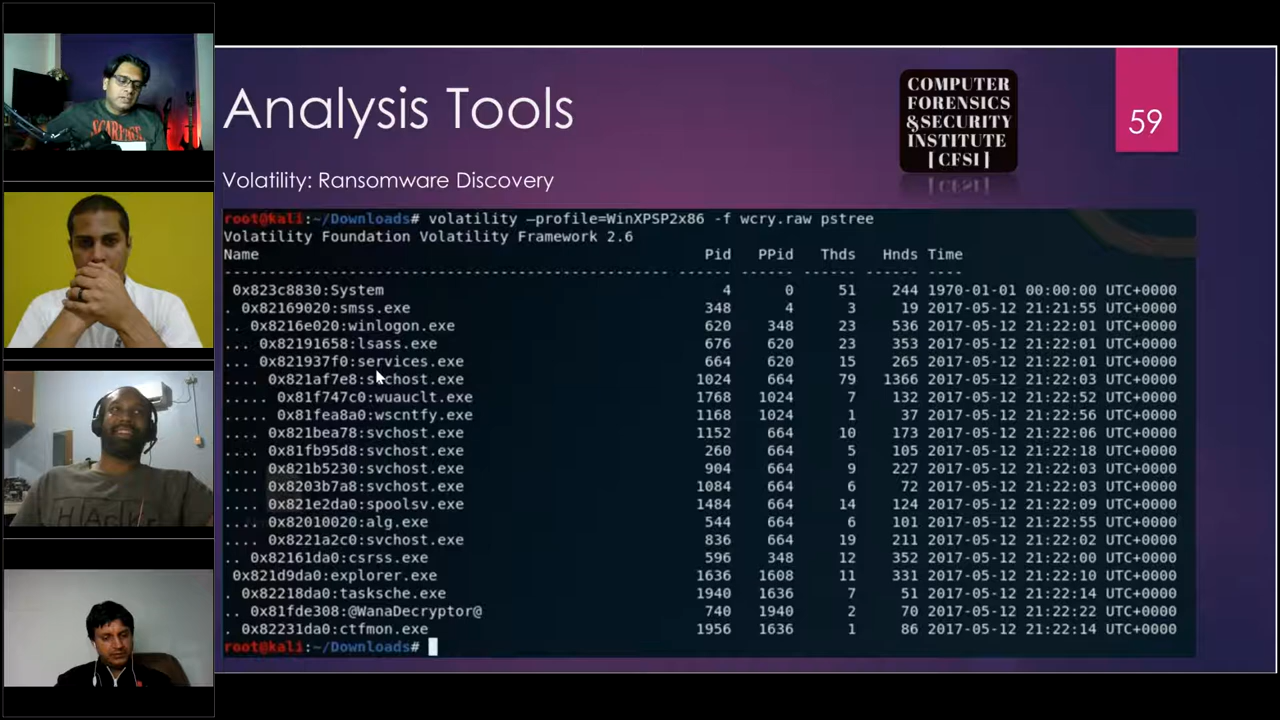 Analysis Tools
COMPUTER
FORENSICS
&SECURITY
INSTITUTE
[ CFSI ]
59
Volatility: Ransomware Discovery
root@kali:~/Downloads# volatility —profile=WinXPSP2x86 -f wcry.raw pstree
Volatility Foundation Volatility Framework 2.6
Name Pid PPid Thds Hnds Time
-------------------------------------------------- ------ ------ ------ ------ ----
0x823c8830:System 4 0 51 244 1970-01-01 00:00:00 UTC+0000
. 0x82169020:smss.exe 348 4 3 19 2017-05-12 21:21:55 UTC+0000
.. 0x8216e020:winlogon.exe 620 348 23 536 2017-05-12 21:22:01 UTC+0000
... 0x82191658:lsass.exe 676 620 23 353 2017-05-12 21:22:01 UTC+0000
... 0x821937f0:services.exe 664 620 15 265 2017-05-12 21:22:01 UTC+0000
.... 0x821af7e8:svchost.exe 1024 664 79 1366 2017-05-12 21:22:03 UTC+0000
..... 0x81f747c0:wuauclt.exe 1768 1024 7 132 2017-05-12 21:22:52 UTC+0000
..... 0x81fea8a0:wscntfy.exe 1168 1024 1 37 2017-05-12 21:22:56 UTC+0000
.... 0x821bea78:svchost.exe 1152 664 10 173 2017-05-12 21:22:06 UTC+0000
.... 0x81fb95d8:svchost.exe 260 664 5 105 2017-05-12 21:22:18 UTC+0000
.... 0x821b5230:svchost.exe 904 664 9 227 2017-05-12 21:22:03 UTC+0000
.... 0x8203b7a8:svchost.exe 1084 664 6 72 2017-05-12 21:22:03 UTC+0000
.... 0x821e2da0:spoolsv.exe 1484 664 14 124 2017-05-12 21:22:09 UTC+0000
.... 0x82010020:alg.exe 544 664 6 101 2017-05-12 21:22:55 UTC+0000
.... 0x8221a2c0:svchost.exe 836 664 19 211 2017-05-12 21:22:02 UTC+0000
.. 0x82161da0:csrss.exe 596 348 12 352 2017-05-12 21:22:00 UTC+0000
0x821d9da0:explorer.exe 1636 1608 11 331 2017-05-12 21:22:10 UTC+0000
. 0x82218da0:tasksche.exe 1940 1636 7 51 2017-05-12 21:22:14 UTC+0000
.. 0x81fde308:@WanaDecryptor@ 740 1940 2 70 2017-05-12 21:22:22 UTC+0000
. 0x82231da0:ctfmon.exe 1956 1636 1 86 2017-05-12 21:22:14 UTC+0000
root@kali:~/Downloads#